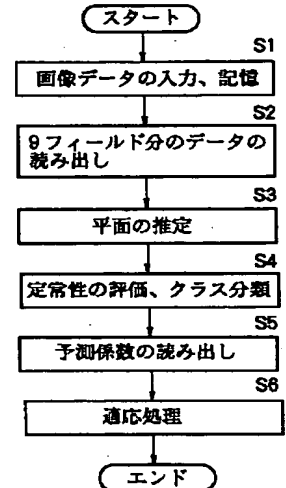 スタート
S1
画像データの入力、記憶
S2
9フィールド分のデータの
読み出し
S3
平面の推定
S4
定常性の評価、クラス分類
S5
予測係数の読み出し
S6
適応処理
エンド